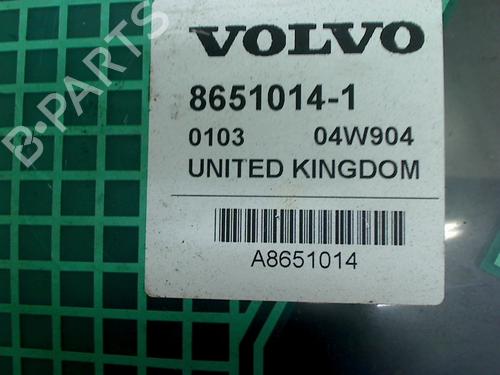 B-PARTS
VOLVO
8651014-1
0103 04W904
UNITED KINGDOM
A8651014